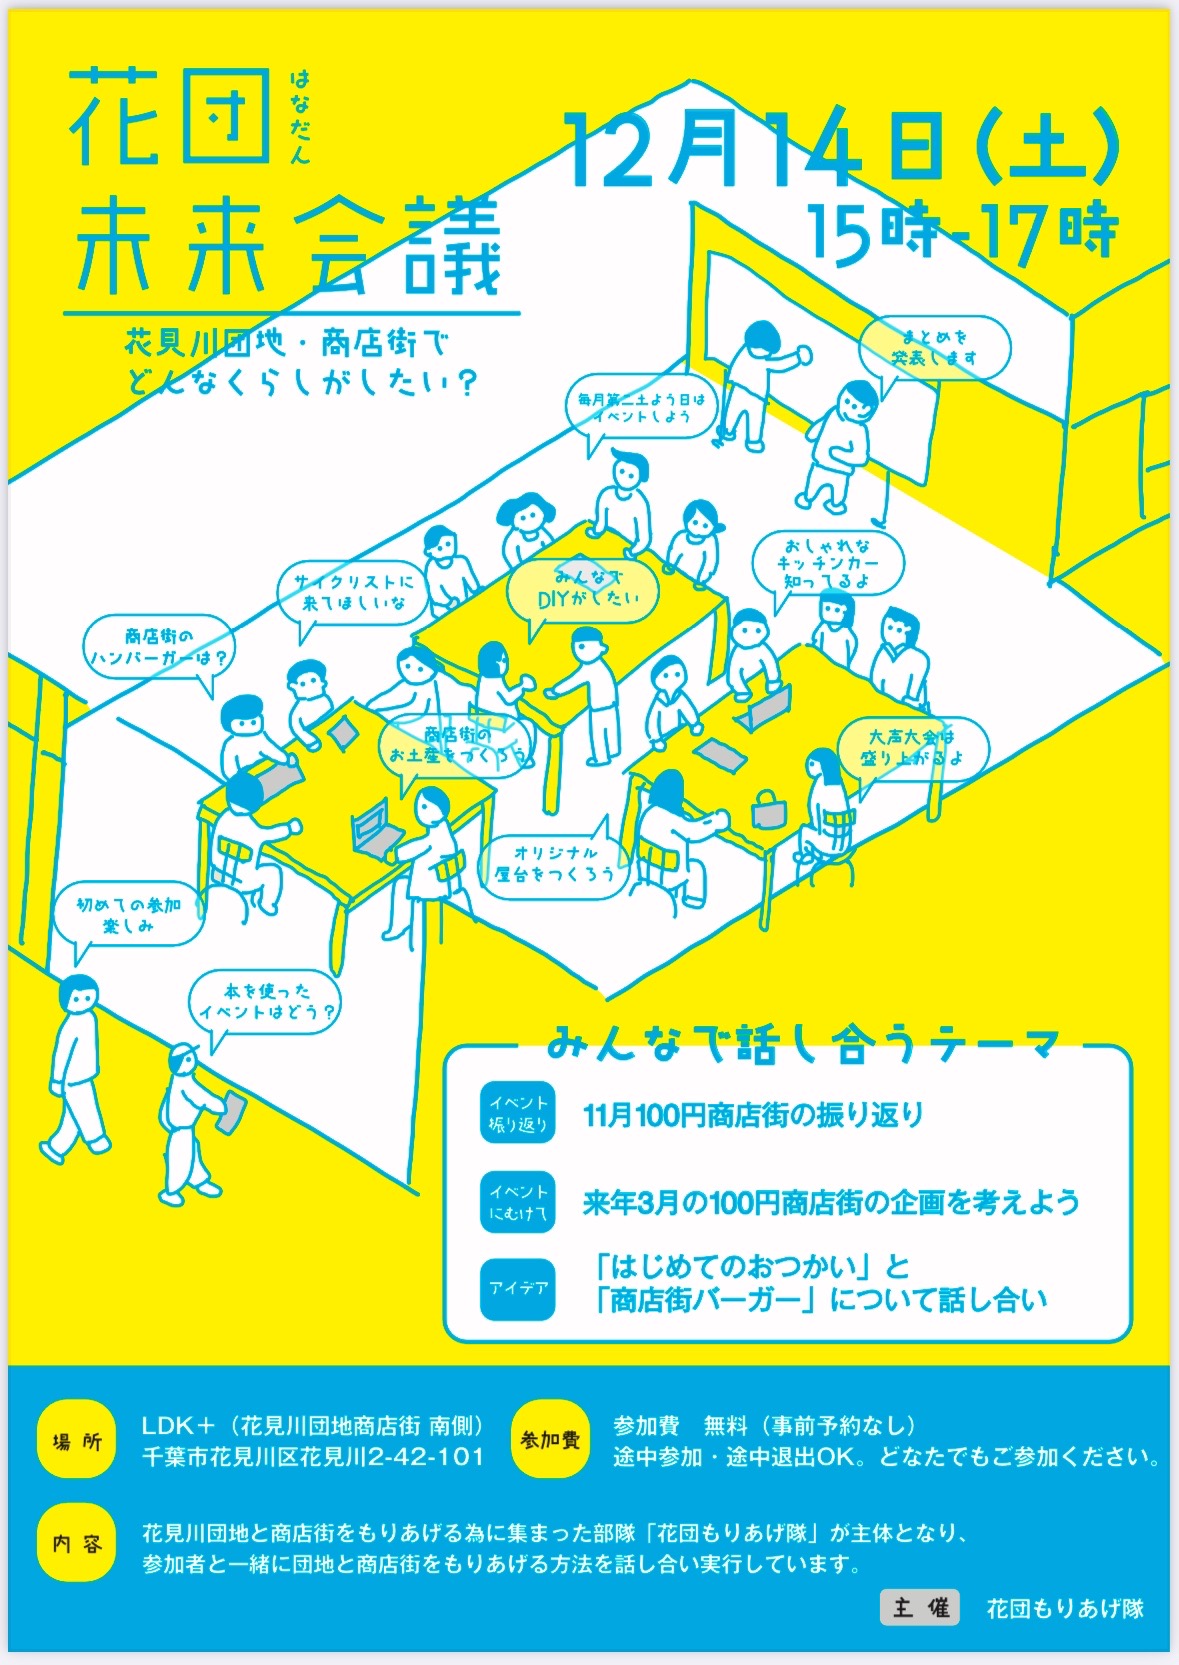 花団
はなだん
未来会議
花見川団地・商店街で
どんなくらしがしたい？
12月14日(土)
15時-17時
まとめを
発表します
毎月第二土よう日は
イベントしよう
おしゃれな
キッチンカー
知ってるよ
みんなで
DIYがしたい
サイクリストに
来てほしいな
商店街の
ハンバーガーは？
商店街の
お土産をつくろう
大声大会は
盛り上がるよ
オリジナル
屋台をつくろう
初めての参加
楽しみ
本を使った
イベントはどう？
みんなで話し合うテーマ
イベント
振り返り
11月100円商店街の振り返り
イベント
にむけて
来年3月の100円商店街の企画を考えよう
アイデア
「はじめてのおつかい」と
「商店街バーガー」について話し合い
場所
LDK＋（花見川団地商店街 南側）
千葉市花見川区花見川2-42-101
参加費
参加費　無料（事前予約なし）
途中参加・途中退出OK。どなたでもご参加ください。
内容
花見川団地と商店街をもりあげる為に集まった部隊「花団もりあげ隊」が主体となり、
参加者と一緒に団地と商店街をもりあげる方法を話し合い実行しています。
主催
花団もりあげ隊